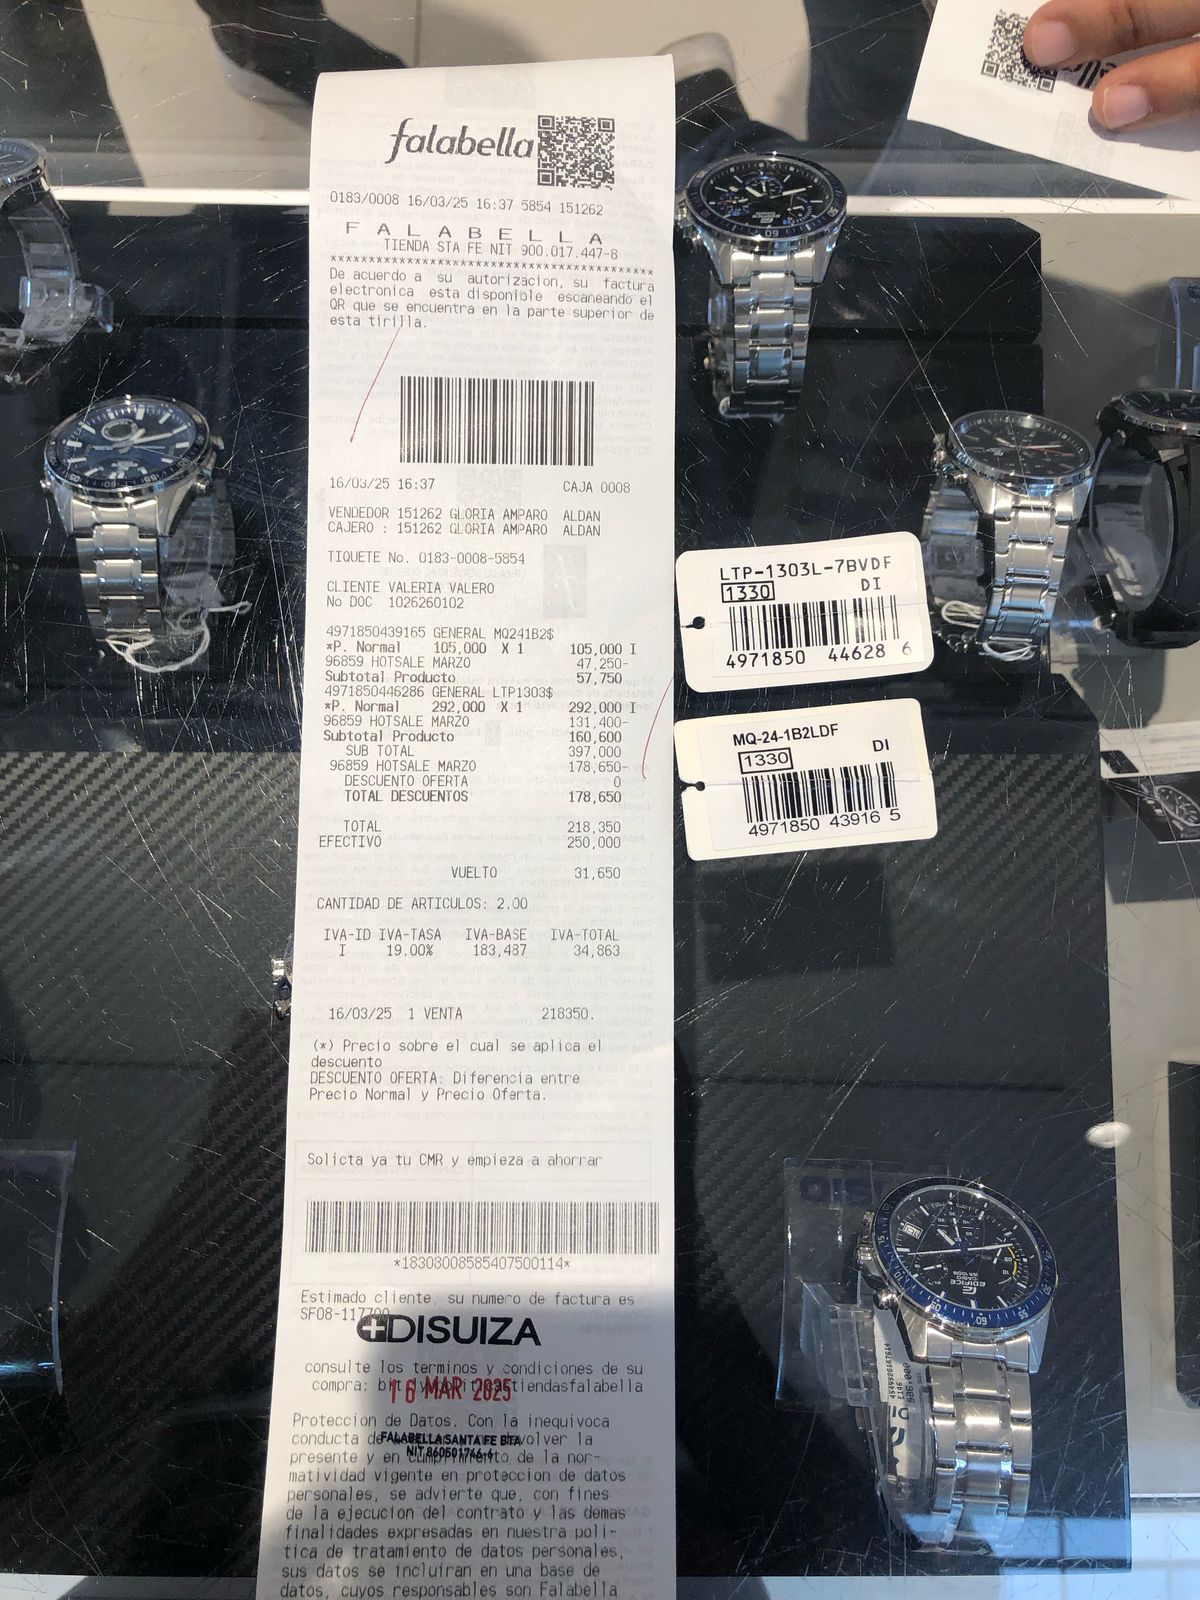 falabella
0183/0008 16/03/25 16:37 5854 151262
FALABELLA
TIENDA STA FE NIT 900.017.447-8
******************************************
De acuerdo a su autorizacion, su factura
electronica esta disponible escaneando el
QR que se encuentra en la parte superior de
esta tirilla.
16/03/25 16:37 CAJA 0008
VENDEDOR 151262 GLORIA AMPARO ALDAN
CAJERO : 151262 GLORIA AMPARO ALDAN
TIQUETE No. 0183-0008-5854
CLIENTE VALERIA VALERO
No DOC 1026260102
4971850439165 GENERAL MQ241B2$
*P. Normal 105,000 X 1 105,000 I
96859 HOTSALE MARZO 47,250-
Subtotal Producto 57,750
4971850446286 GENERAL LTP1303$
*P. Normal 292,000 X 1 292,000 I
96859 HOTSALE MARZO 131,400-
Subtotal Producto 160,600
SUB TOTAL 397,000
96859 HOTSALE MARZO 178,650-
DESCUENTO OFERTA 0
TOTAL DESCUENTOS 178,650
TOTAL 218,350
EFECTIVO 250,000
VUELTO 31,650
CANTIDAD DE ARTICULOS: 2.00
IVA-ID IVA-TASA IVA-BASE IVA-TOTAL
I 19.00% 183,487 34,863
16/03/25 1 VENTA 218350.
(*) Precio sobre el cual se aplica el
descuento
DESCUENTO OFERTA: Diferencia entre
Precio Normal y Precio Oferta.
Solicta ya tu CMR y empieza a ahorrar
*18308008585407500114*
Estimado cliente, su numero de factura es
SF08-117700
DISUIZA
consulte los terminos y condiciones de su
compra: tiendasfalabella
16 MAR 2025
Proteccion de Datos. Con la inequivoca
FALABELLA SANTA FE BTA
conducta de volver la
NIT 860501766-6
presente y en cumplimiento de la nor-
matividad vigente en proteccion de datos
personales, se advierte que, con fines
de la ejecucion del contrato y las demas
finalidades expresadas en nuestra poli-
tica de tratamiento de datos personales,
sus datos se incluiran en una base de
datos, cuyos responsables son Falabella
LTP-1303L-7BVDF
1330 DI
4971850 44628 6
MQ-24-1B2LDF
1330 DI
4971850 43916 5
EDIFICE
CASIO
WR 100M